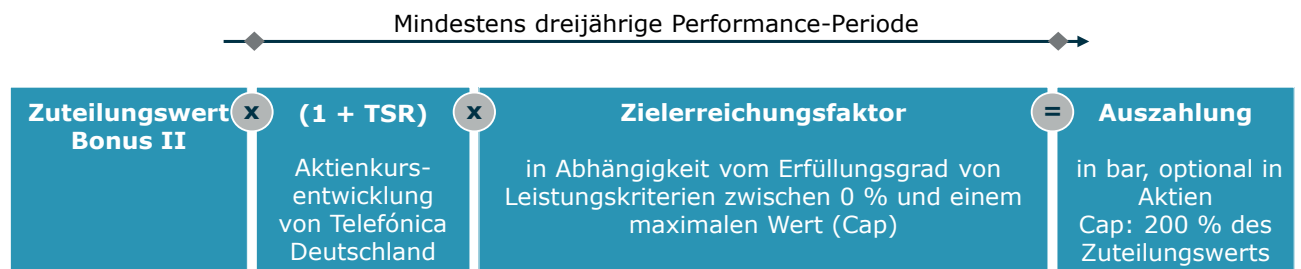 Mindestens dreijährige Performance-Periode
Zuteilungswert
Bonus II
x
(1 + TSR)
Aktienkurs-
entwicklung
von Telefónica
Deutschland
x
Zielerreichungsfaktor
in Abhängigkeit vom Erfüllungsgrad von
Leistungskriterien zwischen 0 % und einem
maximalen Wert (Cap)
=
Auszahlung
in bar, optional in
Aktien
Cap: 200 % des
Zuteilungswerts